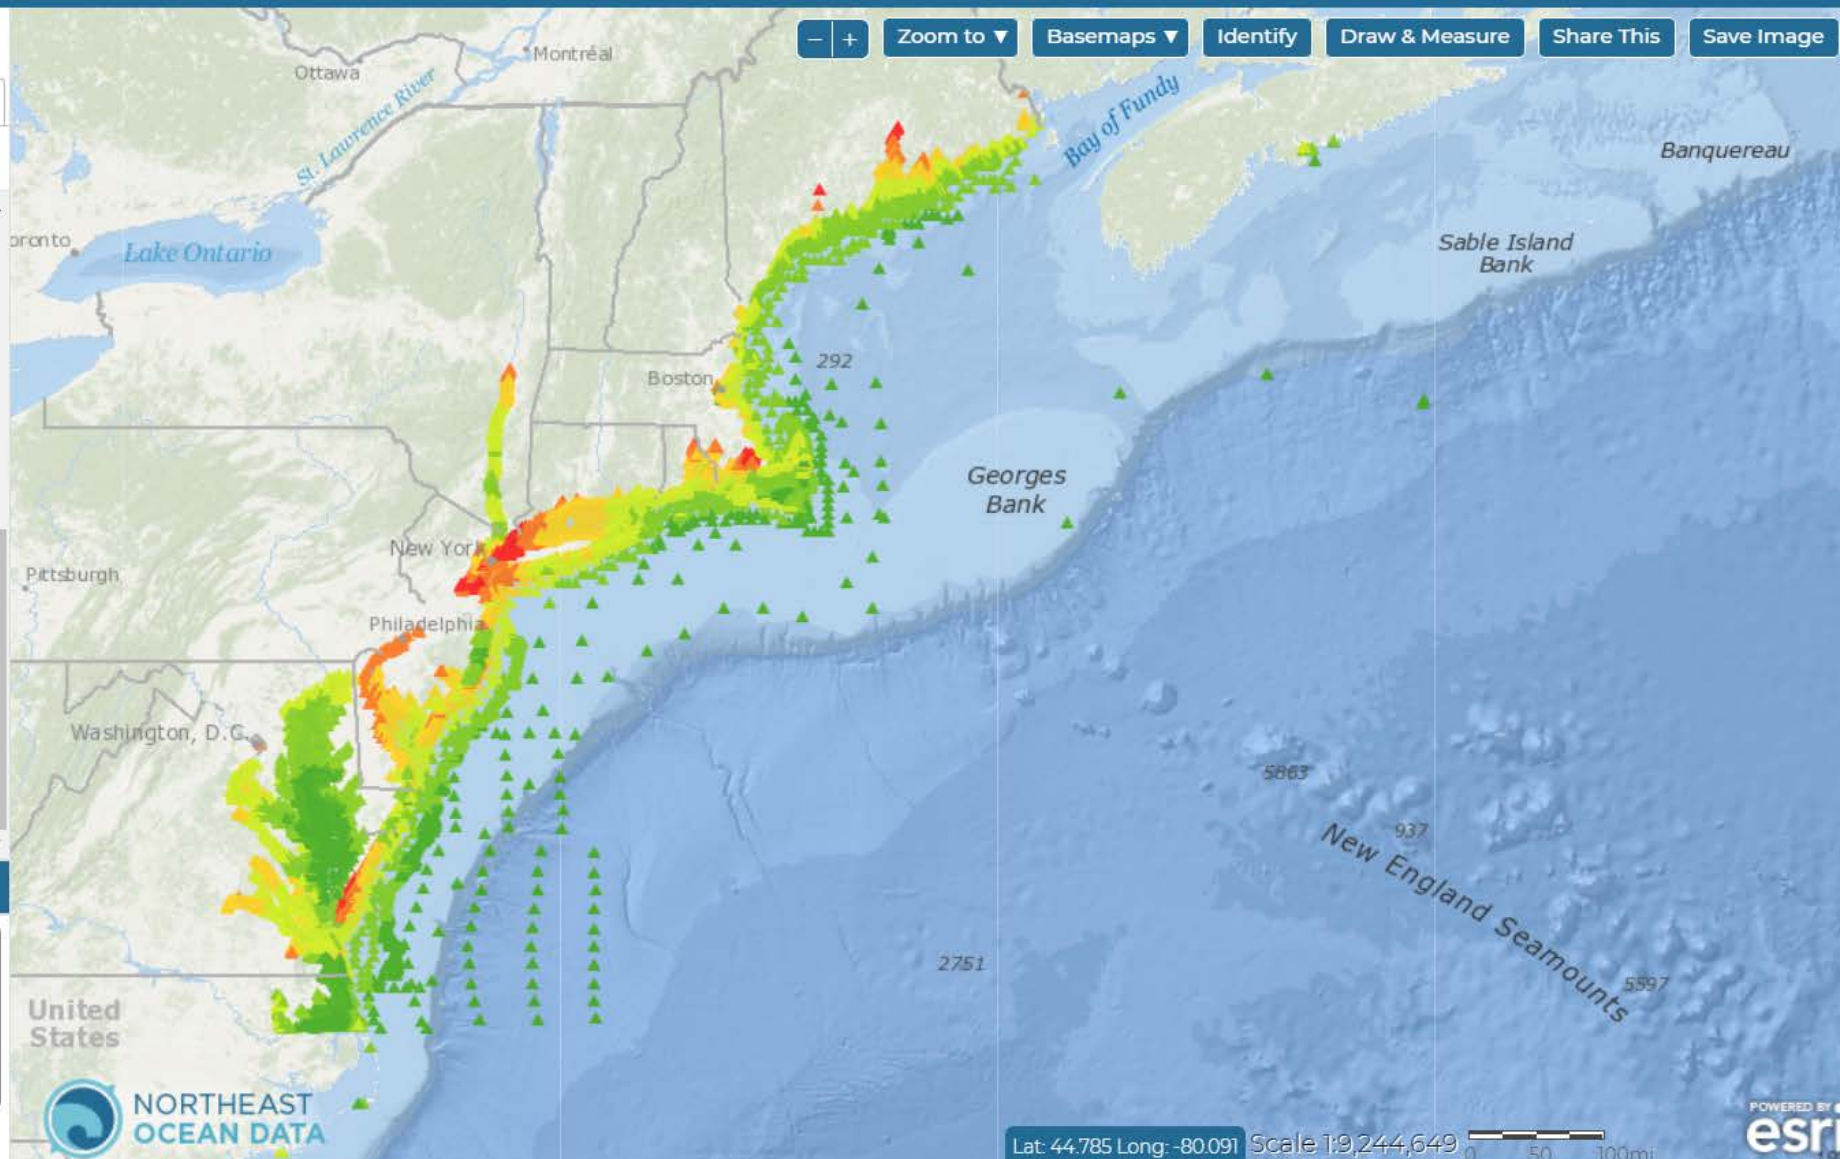 − + Zoom to ▼ Basemaps ▼ Identify Draw & Measure Share This Save Image
Ottawa
Montréal
St. Lawrence River
Bay of Fundy
Banquereau
Lake Ontario
Sable Island
Bank
292
Boston
Georges
Bank
New York
Pittsburgh
Philadelphia
Washington, D.C.
5863
937
New England Seamounts
2751
5597
United
States
NORTHEAST
OCEAN DATA
Lat: 44.785 Long: -80.091 Scale 1:9,244,649 0 50 100mi
POWERED BY
esri